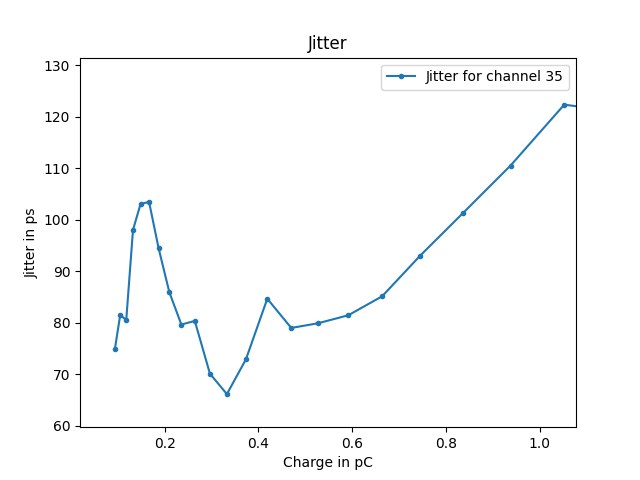 Jitter
Jitter for channel 35
130
120
110
100
90
80
70
60
Jitter in ps
0.2 0.4 0.6 0.8 1.0
Charge in pC